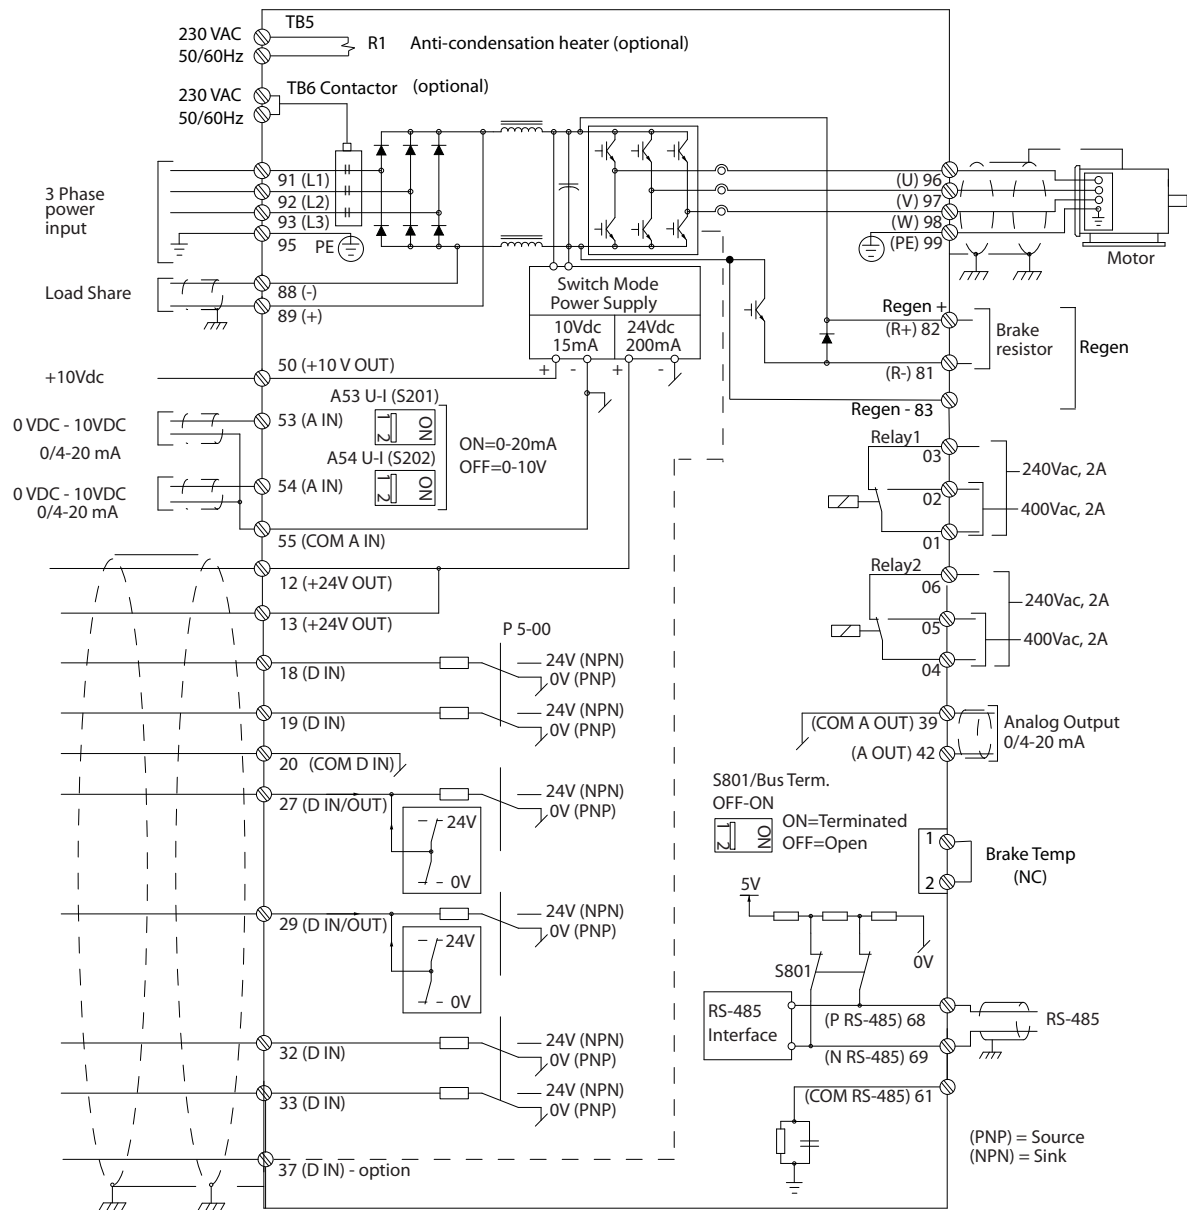 TB5
230 VAC
50/60Hz
R1
Anti-condensation heater (optional)
TB6 Contactor (optional)
230 VAC
50/60Hz
3 Phase
power
input
91 (L1)
92 (L2)
93 (L3)
95
PE
(U) 96
(V) 97
(W) 98
(PE) 99
Motor
Load Share
88 (-)
89 (+)
Switch Mode
Power Supply
10Vdc
15mA
24Vdc
200mA
+
-
+
-
Regen +
(R+) 82
Brake
resistor
Regen
(R-) 81
Regen - 83
+10Vdc
50 (+10 V OUT)
A53 U-I (S201)
1 2
ON
0 VDC - 10VDC
0/4-20 mA
53 (A IN)
ON=0-20mA
OFF=0-10V
A54 U-I (S202)
1 2
ON
0 VDC - 10VDC
0/4-20 mA
54 (A IN)
55 (COM A IN)
Relay1
03
02
01
240Vac, 2A
400Vac, 2A
Relay2
06
05
04
240Vac, 2A
400Vac, 2A
12 (+24V OUT)
13 (+24V OUT)
P 5-00
18 (D IN)
24V (NPN)
0V (PNP)
19 (D IN)
24V (NPN)
0V (PNP)
20 (COM D IN)
27 (D IN/OUT)
24V (NPN)
0V (PNP)
24V
0V
29 (D IN/OUT)
24V (NPN)
0V (PNP)
24V
0V
32 (D IN)
24V (NPN)
0V (PNP)
33 (D IN)
24V (NPN)
0V (PNP)
37 (D IN) - option
(COM A OUT) 39
(A OUT) 42
Analog Output
0/4-20 mA
S801/Bus Term.
OFF-ON
1 2
ON
ON=Terminated
OFF=Open
1
2
Brake Temp
(NC)
5V
S801
0V
RS-485
Interface
(P RS-485) 68
(N RS-485) 69
RS-485
(COM RS-485) 61
(PNP) = Source
(NPN) = Sink